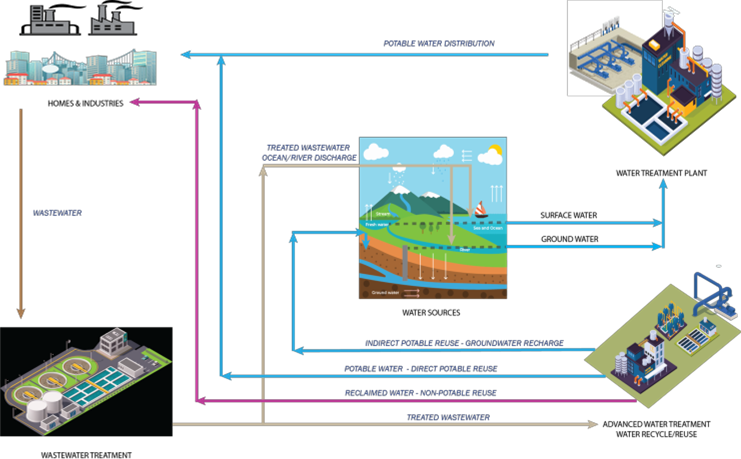 POTABLE WATER DISTRIBUTION
HOMES & INDUSTRIES
TREATED WASTEWATER
OCEAN/RIVER DISCHARGE
WATER TREATMENT PLANT
WASTEWATER
Stream
Fresh water
Sea and Ocean
SURFACE WATER
GROUND WATER
Ground water
WATER SOURCES
INDIRECT POTABLE REUSE - GROUNDWATER RECHARGE
POTABLE WATER - DIRECT POTABLE REUSE
RECLAIMED WATER - NON-POTABLE REUSE
TREATED WASTEWATER
ADVANCED WATER TREATMENT
WATER RECYCLE/REUSE
WASTEWATER TREATMENT